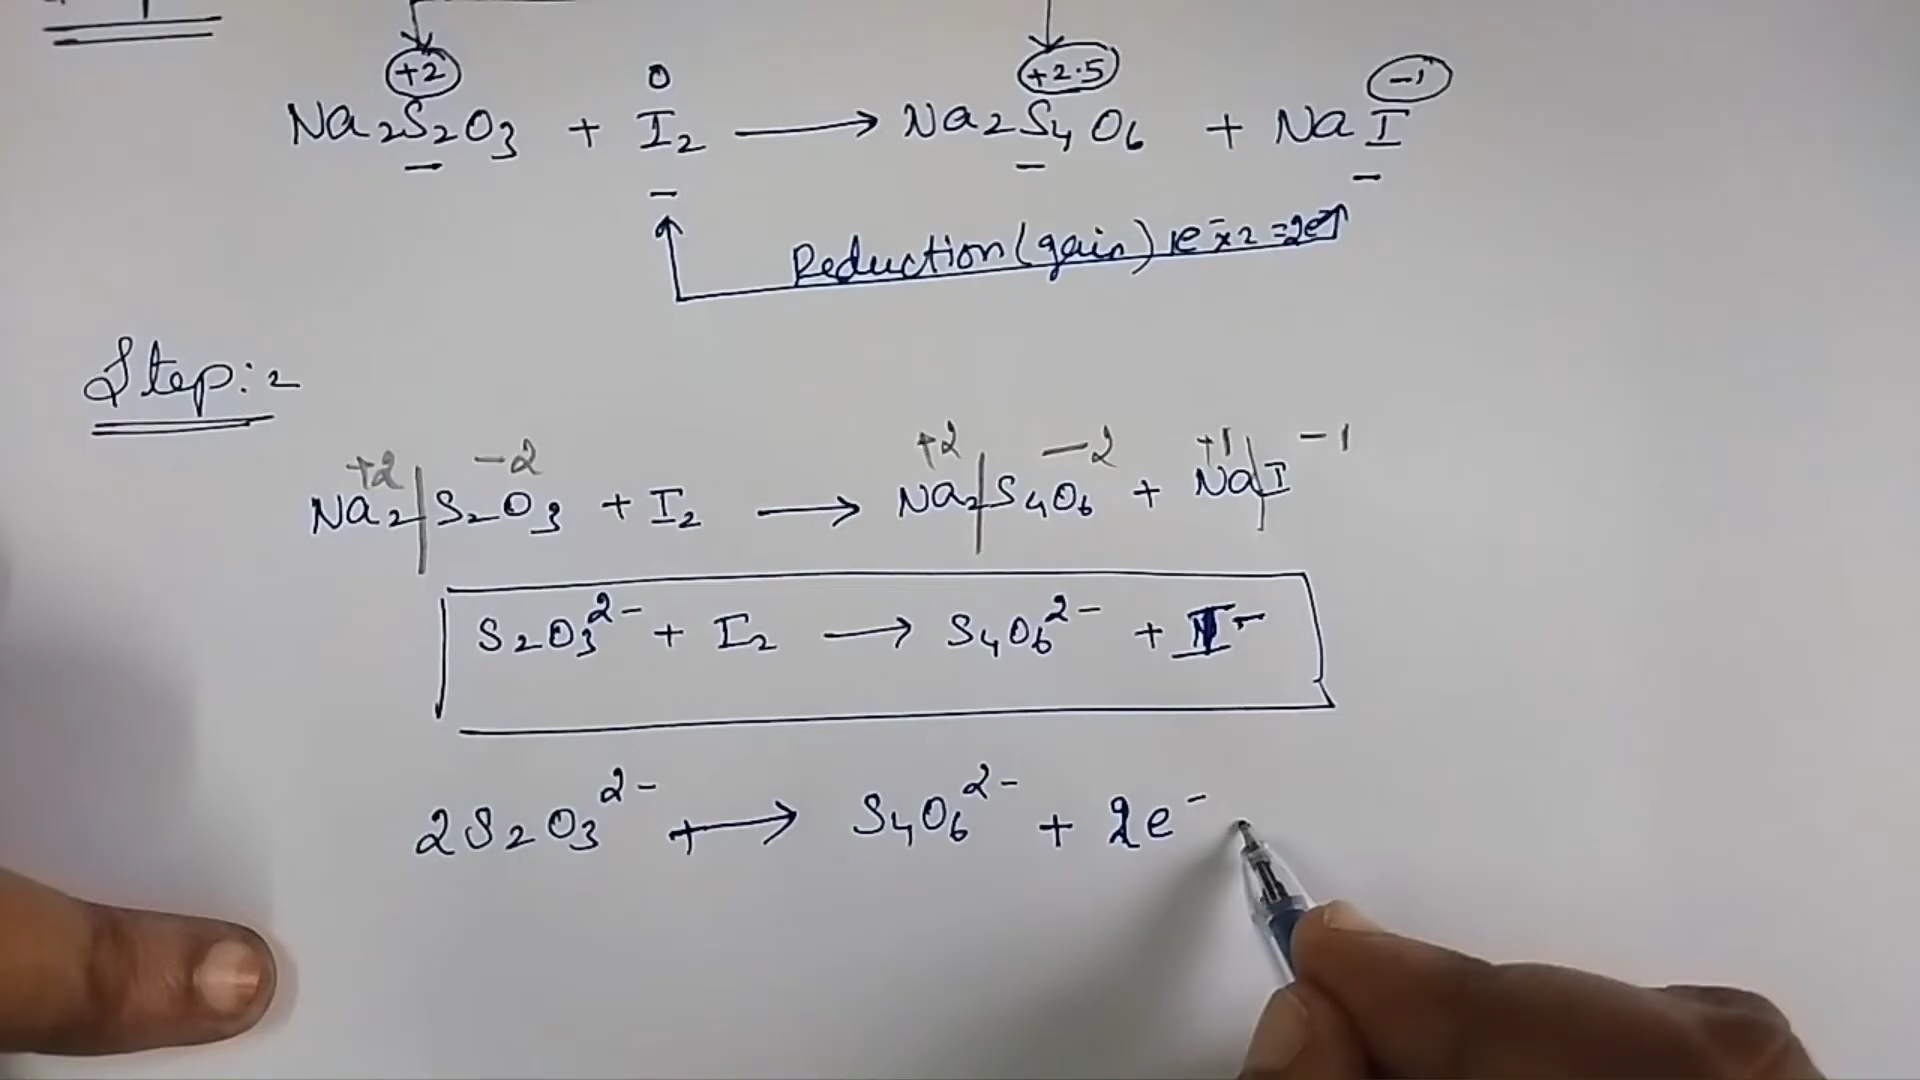 +2 0 +2.5 -1
Na2S2O3 + I2 → Na2S4O6 + NaI
Reduction (gain) 1e⁻x2 = 2e⁻
Step:2
+2 -2 +2 -2 +1 -1
Na2|S2O3 + I2 → Na2|S4O6 + Na|I
S2O3²⁻ + I2 → S4O6²⁻ + I⁻
2S2O3²⁻ → S4O6²⁻ + 2e⁻